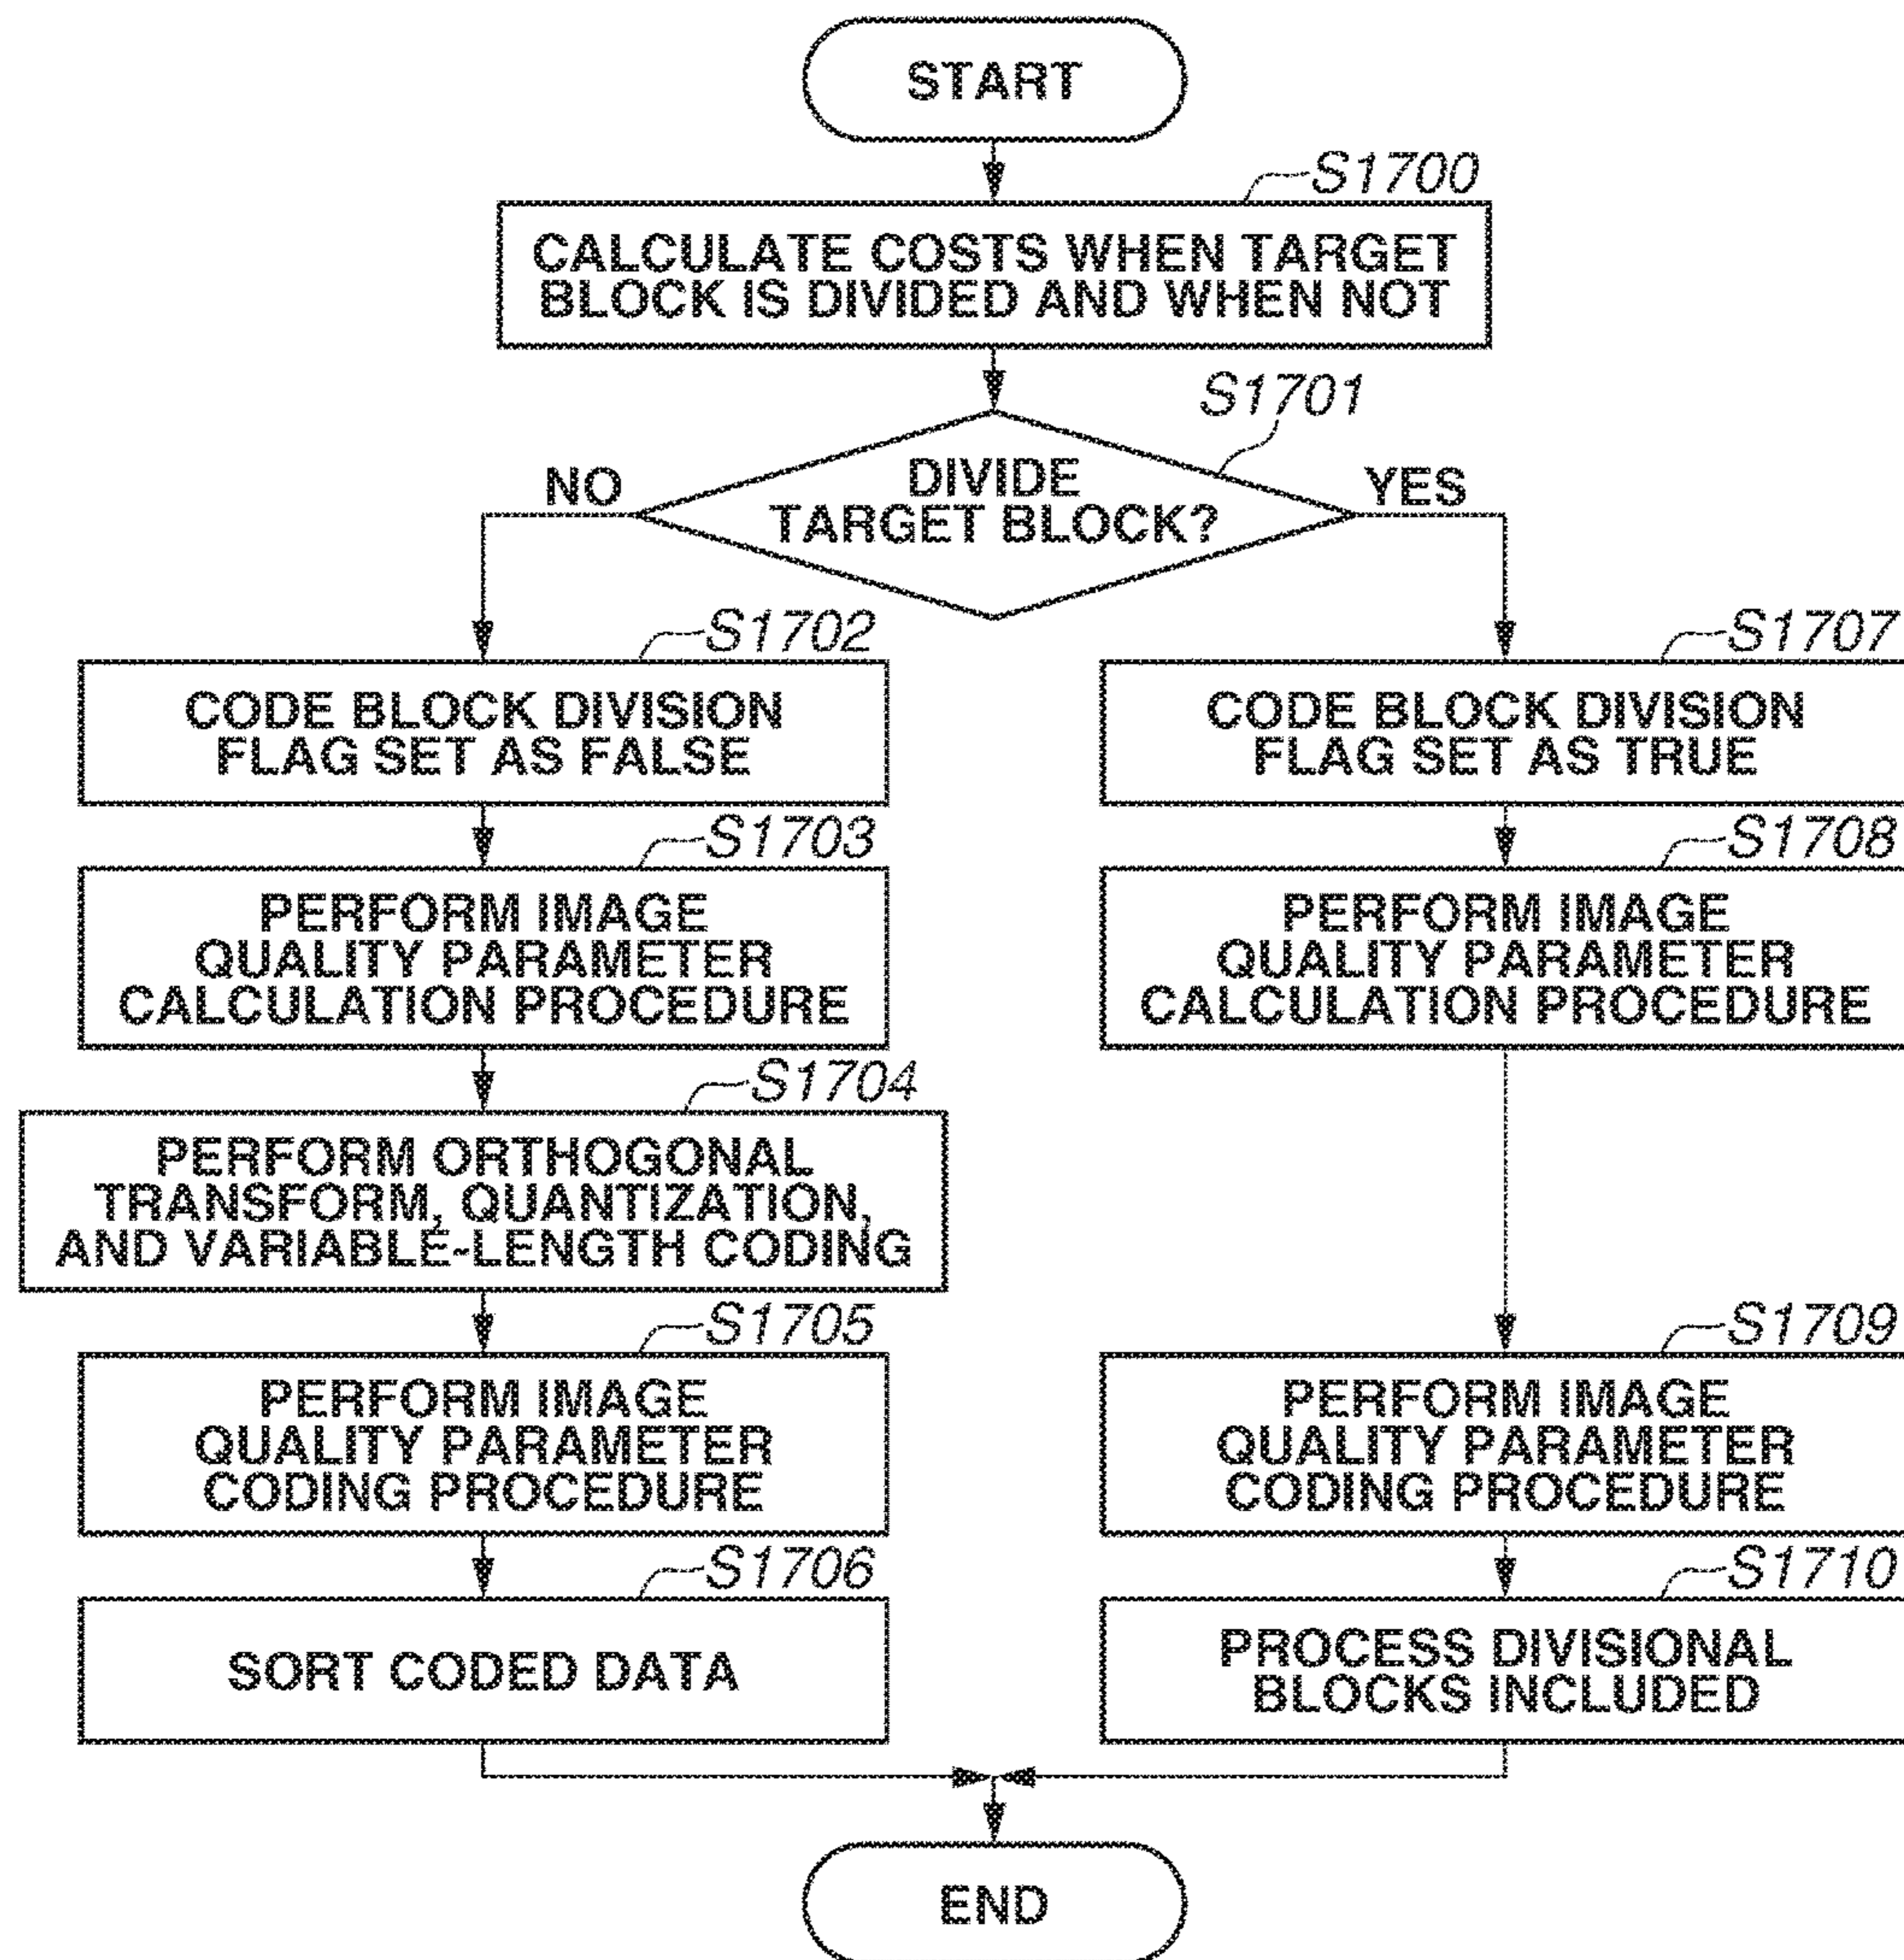 START
S1700
CALCULATE COSTS WHEN TARGET
BLOCK IS DIVIDED AND WHEN NOT
S1701
DIVIDE
TARGET BLOCK?
NO
YES
S1702
CODE BLOCK DIVISION
FLAG SET AS FALSE
S1703
PERFORM IMAGE
QUALITY PARAMETER
CALCULATION PROCEDURE
S1704
PERFORM ORTHOGONAL
TRANSFORM, QUANTIZATION,
AND VARIABLE-LENGTH CODING
S1705
PERFORM IMAGE
QUALITY PARAMETER
CODING PROCEDURE
S1706
SORT CODED DATA
S1707
CODE BLOCK DIVISION
FLAG SET AS TRUE
S1708
PERFORM IMAGE
QUALITY PARAMETER
CALCULATION PROCEDURE
S1709
PERFORM IMAGE
QUALITY PARAMETER
CODING PROCEDURE
S1710
PROCESS DIVISIONAL
BLOCKS INCLUDED
END